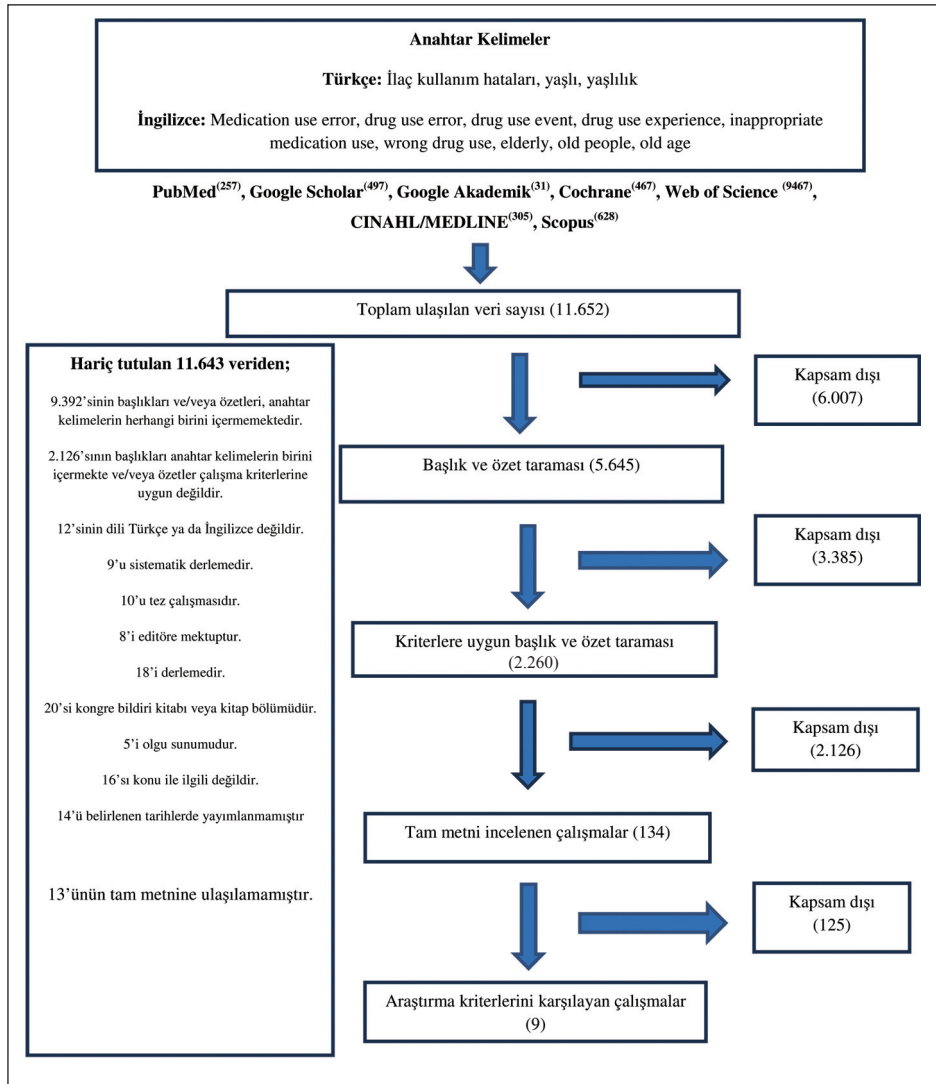 Anahtar Kelimeler
Türkçe: İlaç kullanım hataları, yaşlı, yaşlılık
İngilizce: Medication use error, drug use error, drug use event, drug use experience, inappropriate
medication use, wrong drug use, elderly, old people, old age
PubMed(257), Google Scholar(497), Google Akademik(31), Cochrane(467), Web of Science (9467),
CINAHL/MEDLINE(305), Scopus(628)
Toplam ulaşılan veri sayısı (11.652)
Hariç tutulan 11.643 veriden;
9.392'sinin başlıkları ve/veya özetleri, anahtar
kelimelerin herhangi birini içermemektedir.
2.126'sının başlıkları anahtar kelimelerin birini
içermekte ve/veya özetler çalışma kriterlerine
uygun değildir.
12'sinin dili Türkçe ya da İngilizce değildir.
9'u sistematik derlemedir.
10'u tez çalışmasıdır.
8'i editöre mektuptur.
18'i derlemedir.
20'si kongre bildiri kitabı veya kitap bölümüdür.
5'i olgu sunumudur.
16'sı konu ile ilgili değildir.
14'ü belirlenen tarihlerde yayımlanmamıştır
13'ünün tam metnine ulaşılamamıştır.
Kapsam dışı
(6.007)
Başlık ve özet taraması (5.645)
Kapsam dışı
(3.385)
Kriterlere uygun başlık ve özet taraması
(2.260)
Kapsam dışı
(2.126)
Tam metni incelenen çalışmalar (134)
Kapsam dışı
(125)
Araştırma kriterlerini karşılayan çalışmalar
(9)